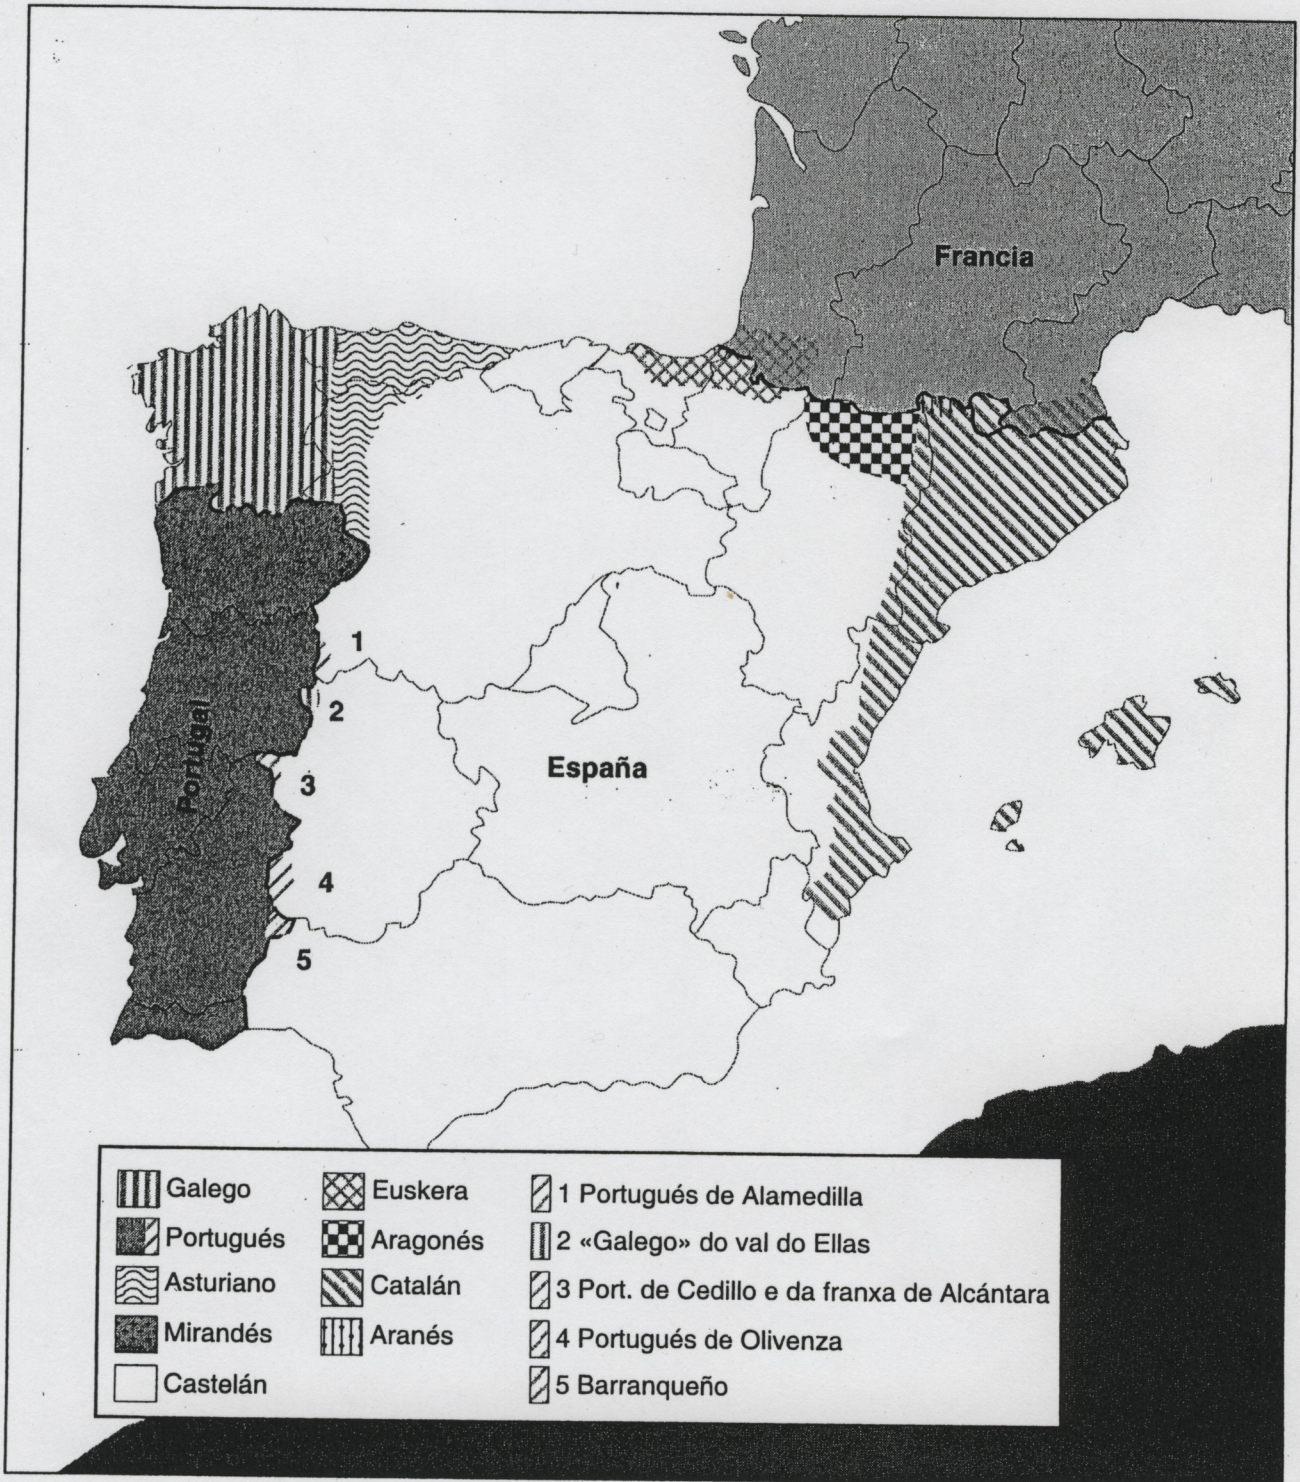 Francia
1
2
Portugal
España
3
4
5
Galego
Portugués
Asturiano
Mirandés
Castelán
Euskera
Aragonés
Catalán
Aranés
1 Portugués de Alamedilla
2 «Galego» do val do Ellas
3 Port. de Cedillo e da franxa de Alcántara
4 Portugués de Olivenza
5 Barranqueño